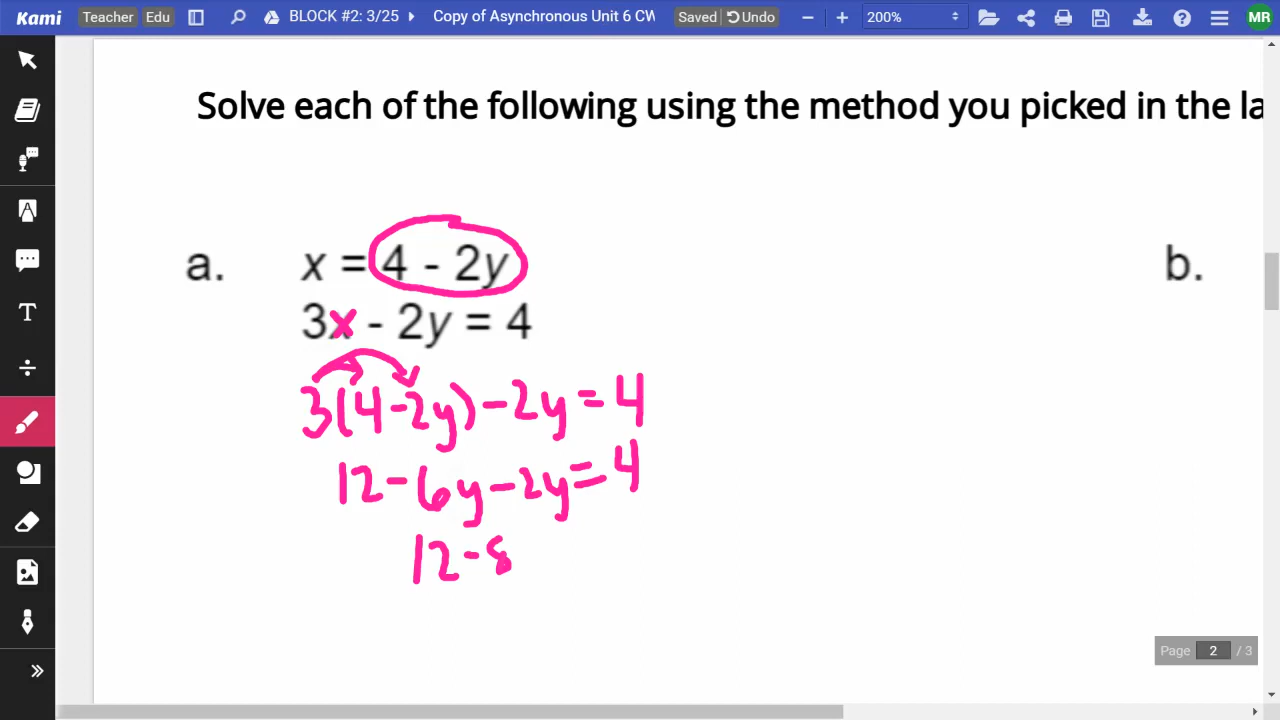 Kami Teacher Edu BLOCK #2: 3/25 Copy of Asynchronous Unit 6 CW Saved Undo 200% MR
Solve each of the following using the method you picked in the la
a. x = 4 - 2y b.
3x - 2y = 4
3(4-2y)-2y=4
12-6y-2y=4
12-8
Page 2 / 3